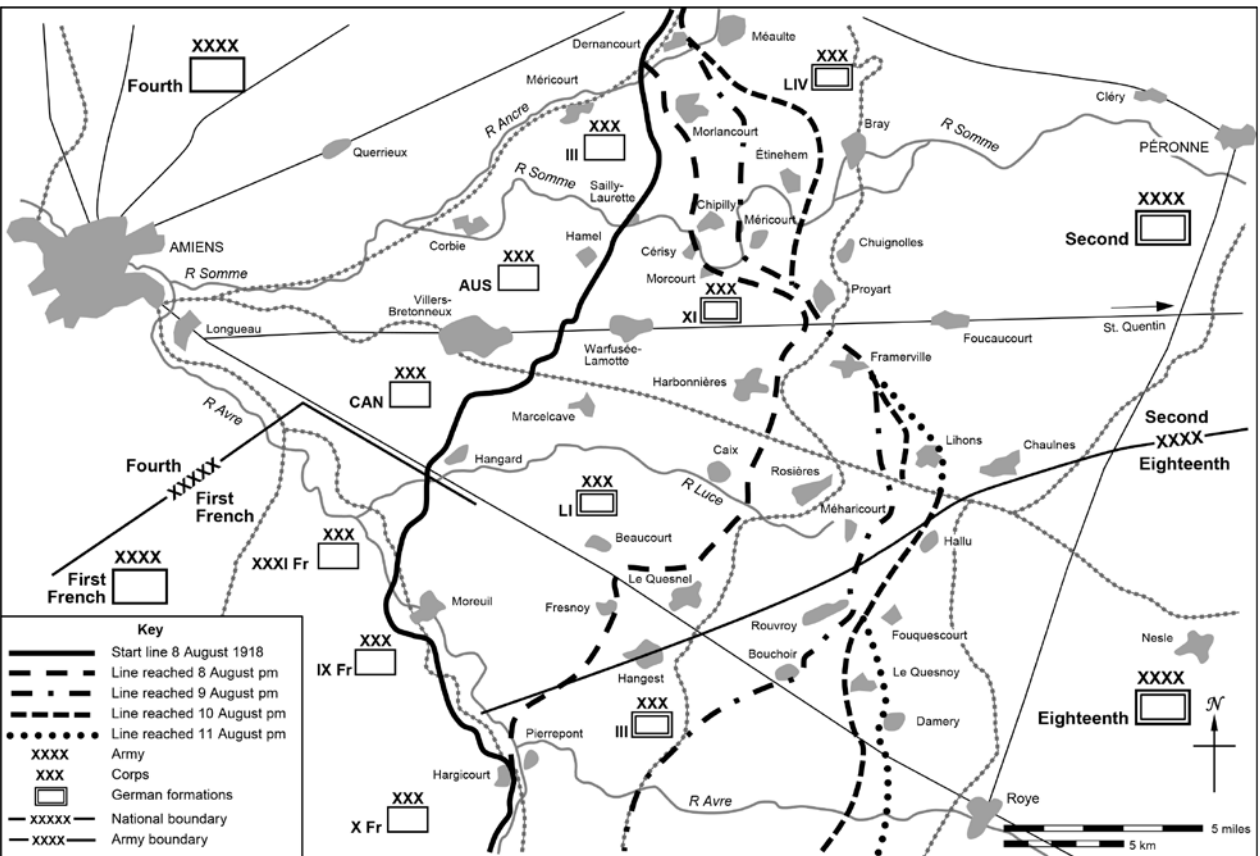 XXXX
Fourth
Dernancourt
Méaulte
Méricourt
R Ancre
XXX
LIV
Cléry
XXX
III
Morlancourt
Bray
R Somme
Querrieux
Étinehem
PÉRONNE
R Somme
Sailly-
Laurette
Chipilly
Méricourt
XXXX
Second
AMIENS
Corbie
Hamel
Cérisy
Chuignolles
R Somme
XXX
AUS
Morcourt
XXX
XI
Proyart
Villers-
Bretonneux
Longueau
Warfusée-
Lamotte
Foucaucourt
St. Quentin
Framerville
XXX
CAN
Harbonnières
R Avre
Marcelcave
Second
XXXX
Eighteenth
Lihons
Chaulnes
Hangard
Caix
Rosières
Fourth
XXXXX
First
French
R Luce
XXX
LI
Méharicourt
Hallu
Beaucourt
XXX
XXXI Fr
XXXX
First
French
Le Quesnel
Moreuil
Fresnoy
Rouvroy
Fouquescourt
Nesle
XXX
IX Fr
Hangest
Bouchoir
Le Quesnoy
XXXX
Eighteenth
N
XXX
III
Damery
Pierrepont
Hargicourt
XXX
X Fr
R Avre
Roye
5 miles
5 km
Key
Start line 8 August 1918
Line reached 8 August pm
Line reached 9 August pm
Line reached 10 August pm
Line reached 11 August pm
XXXX Army
XXX Corps
German formations
XXXXX National boundary
XXXX Army boundary